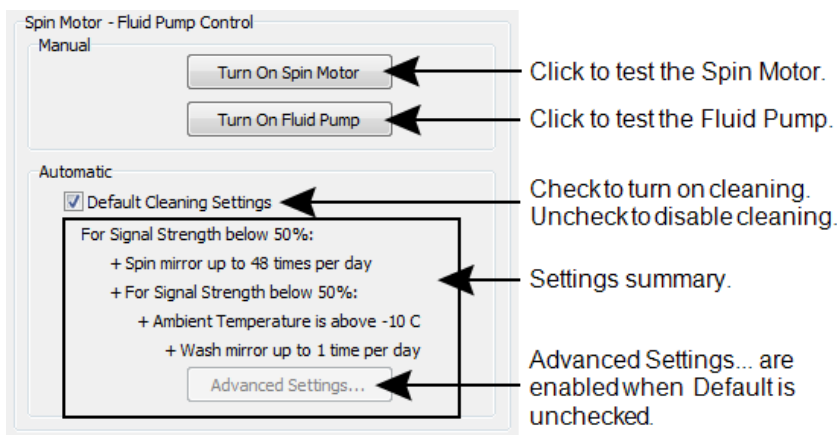 Spin Motor - Fluid Pump Control
Manual
Turn On Spin Motor
Click to test the Spin Motor.
Turn On Fluid Pump
Click to test the Fluid Pump.
Automatic
Default Cleaning Settings
Check to turn on cleaning.
Uncheck to disable cleaning.
For Signal Strength below 50%:
+ Spin mirror up to 48 times per day
+ For Signal Strength below 50%:
+ Ambient Temperature is above -10 C
+ Wash mirror up to 1 time per day
Settings summary.
Advanced Settings...
Advanced Settings... are
enabled when Default is
unchecked.